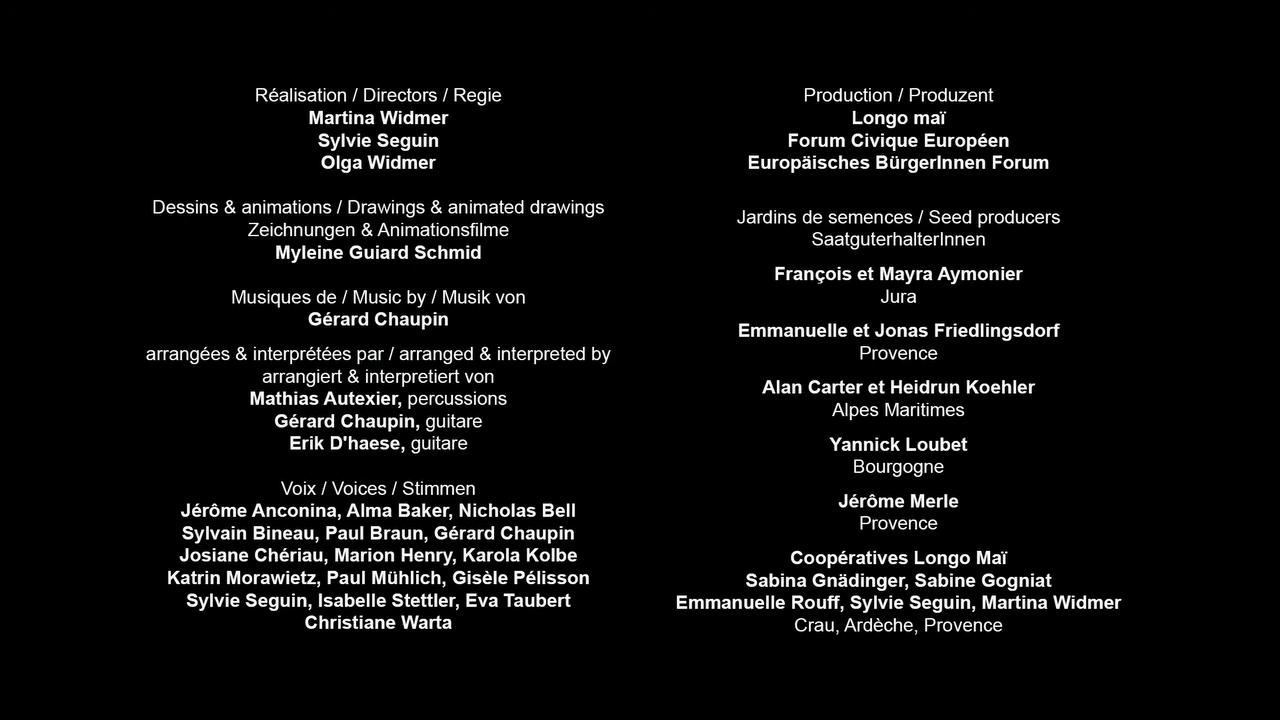 Réalisation / Directors / Regie
Martina Widmer
Sylvie Seguin
Olga Widmer
Dessins & animations / Drawings & animated drawings
Zeichnungen & Animationsfilme
Myleine Guiard Schmid
Musiques de / Music by / Musik von
Gérard Chaupin
arrangées & interprétées par / arranged & interpreted by
arrangiert & interpretiert von
Mathias Autexier, percussions
Gérard Chaupin, guitare
Erik D'haese, guitare
Voix / Voices / Stimmen
Jérôme Anconina, Alma Baker, Nicholas Bell
Sylvain Bineau, Paul Braun, Gérard Chaupin
Josiane Chériau, Marion Henry, Karola Kolbe
Katrin Morawietz, Paul Mühlich, Gisèle Pélisson
Sylvie Seguin, Isabelle Stettler, Eva Taubert
Christiane Warta
Production / Produzent
Longo maï
Forum Civique Européen
Europäisches BürgerInnen Forum
Jardins de semences / Seed producers
SaatguterhalterInnen
François et Mayra Aymonier
Jura
Emmanuelle et Jonas Friedlingsdorf
Provence
Alan Carter et Heidrun Koehler
Alpes Maritimes
Yannick Loubet
Bourgogne
Jérôme Merle
Provence
Coopératives Longo Maï
Sabina Gnädinger, Sabine Gogniat
Emmanuelle Rouff, Sylvie Seguin, Martina Widmer
Crau, Ardèche, Provence